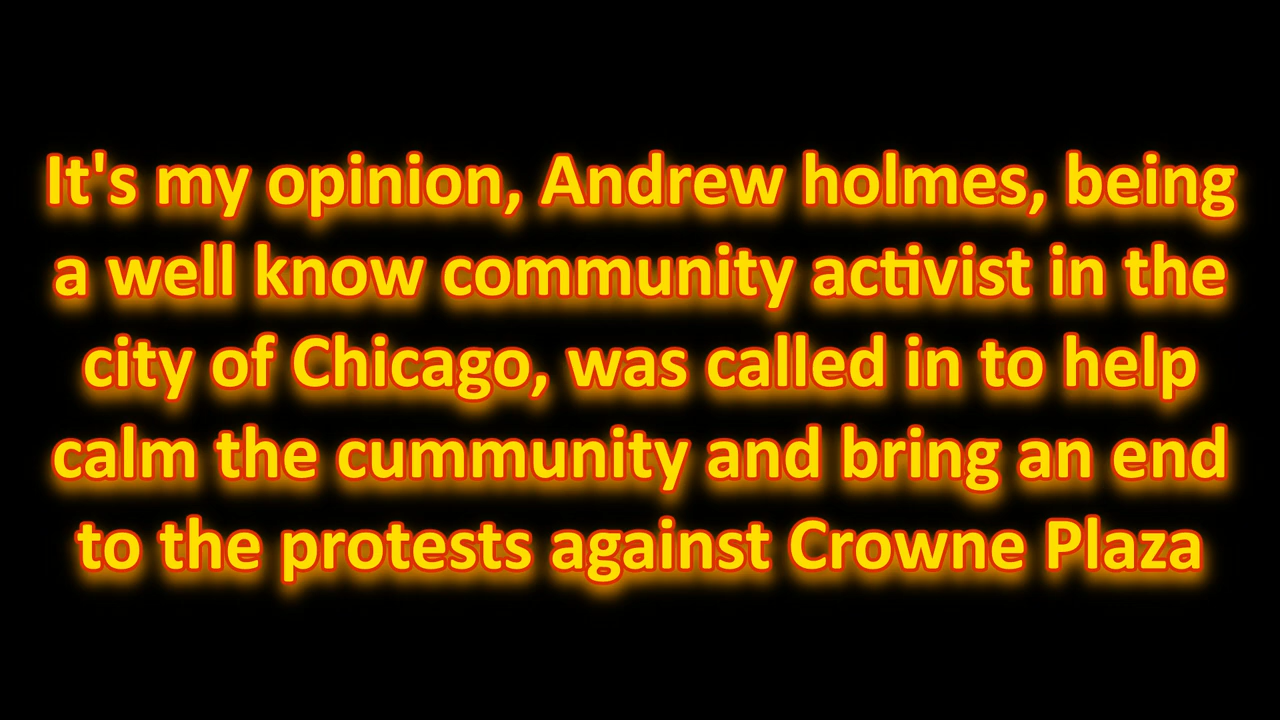 It's my opinion, Andrew holmes, being
a well know community activist in the
city of Chicago, was called in to help
calm the cummunity and bring an end
to the protests against Crowne Plaza